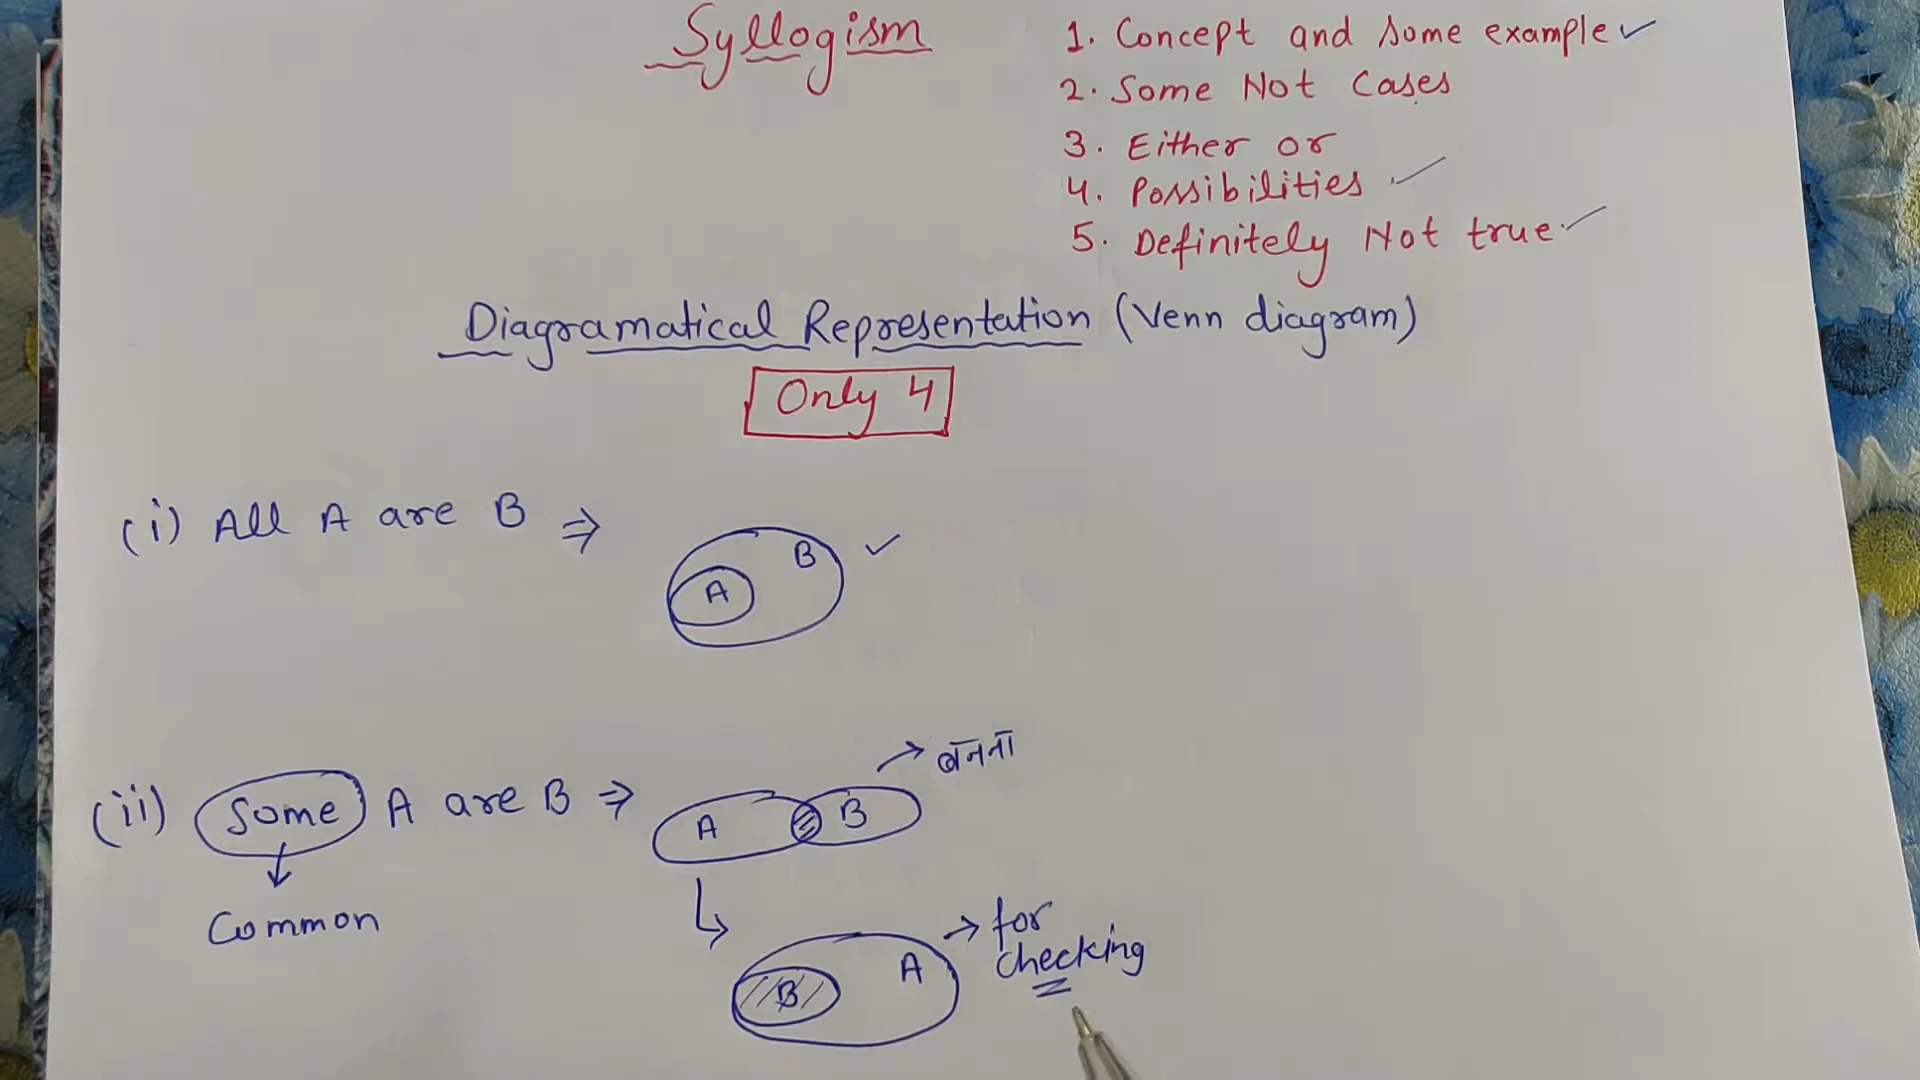 Syllogism
1. Concept and some example ✓
2. Some Not Cases
3. Either or
4. Possibilities ✓
5. Definitely Not true ✓
Diagramatical Representation (Venn diagram)
Only 4
(i) All A are B ⇒
B ✓
A
→ बनना
(ii) Some A are B ⇒
A B
Common
→ for
checking
B A